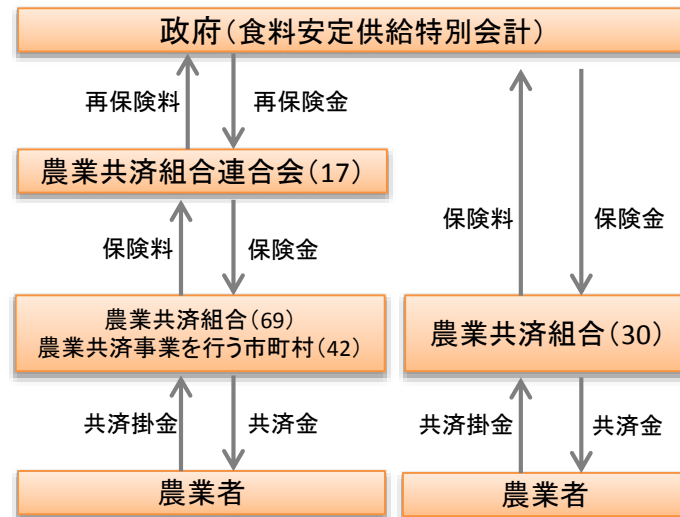 政府(食料安定供給特別会計)
再保険料
再保険金
農業共済組合連合会(17)
保険料
保険金
農業共済組合(69)
農業共済事業を行う市町村(42)
共済掛金
共済金
農業者
保険料
保険金
農業共済組合(30)
共済掛金
共済金
農業者